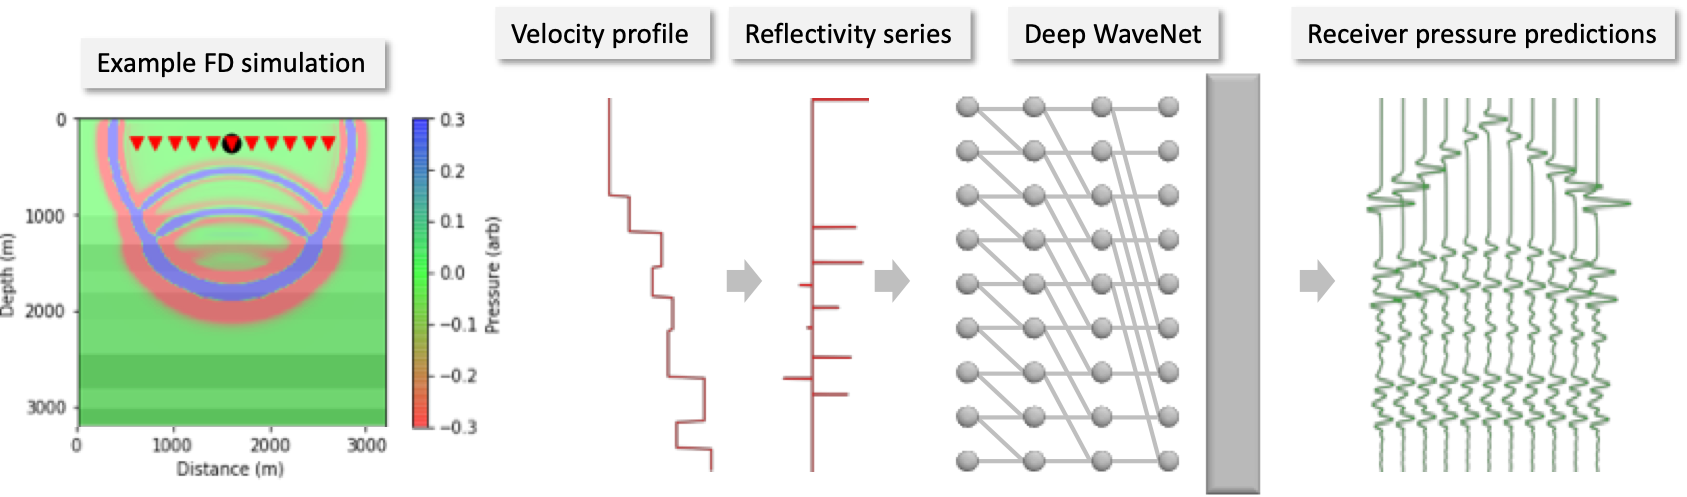 Example FD simulation
Velocity profile
Reflectivity series
Deep WaveNet
Receiver pressure predictions
0
1000
2000
3000
Depth (m)
0
1000
2000
3000
Distance (m)
0.3
0.2
0.1
0.0
−0.1
−0.2
−0.3
Pressure (arb)